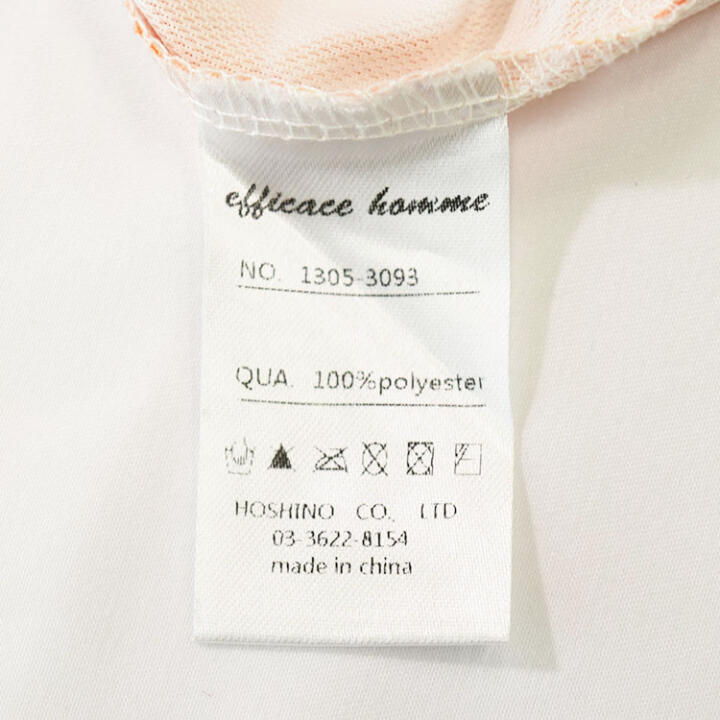 efficace homme
NO. 1305-3093
QUA. 100%polyester
HOSHINO CO., LTD
03-3622-8154
made in china